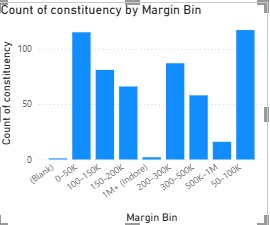 Count of constituency by Margin Bin
Count of constituency
100
50
0
(Blank)
0-50K
100-150K
150-200K
1M+ (Indore)
200-300K
300-500K
500K-1M
50-100K
Margin Bin